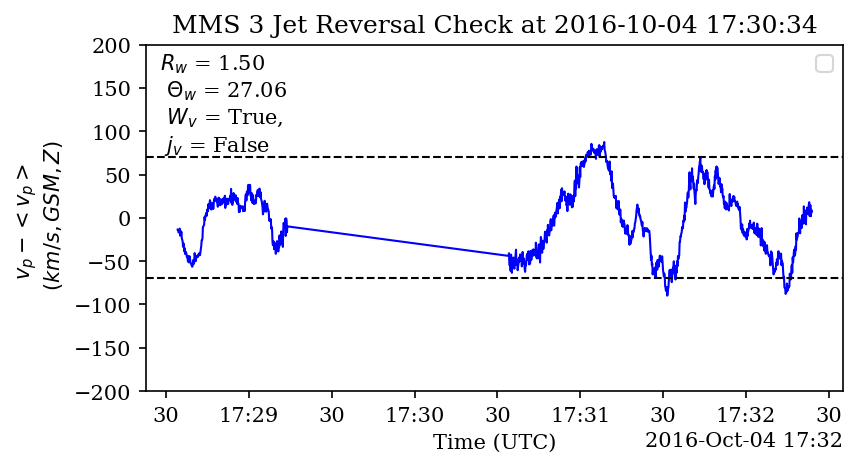 MMS 3 Jet Reversal Check at 2016-10-04 17:30:34
R_w = 1.50
Θ_w = 27.06
W_v = True,
j_v = False
v_p − < v_p >
(km/s, GSM, Z)
200
150
100
50
0
−50
−100
−150
−200
30
17:29
30
17:30
30
17:31
30
17:32
30
Time (UTC)
2016-Oct-04 17:32